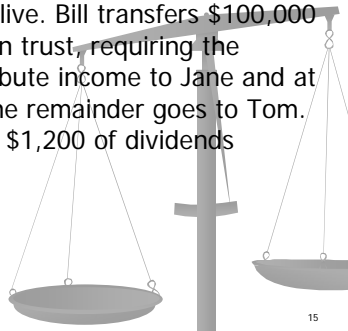 live. Bill transfers $100,000
n trust, requiring the
bute income to Jane and at
ne remainder goes to Tom.
$1,200 of dividends
15